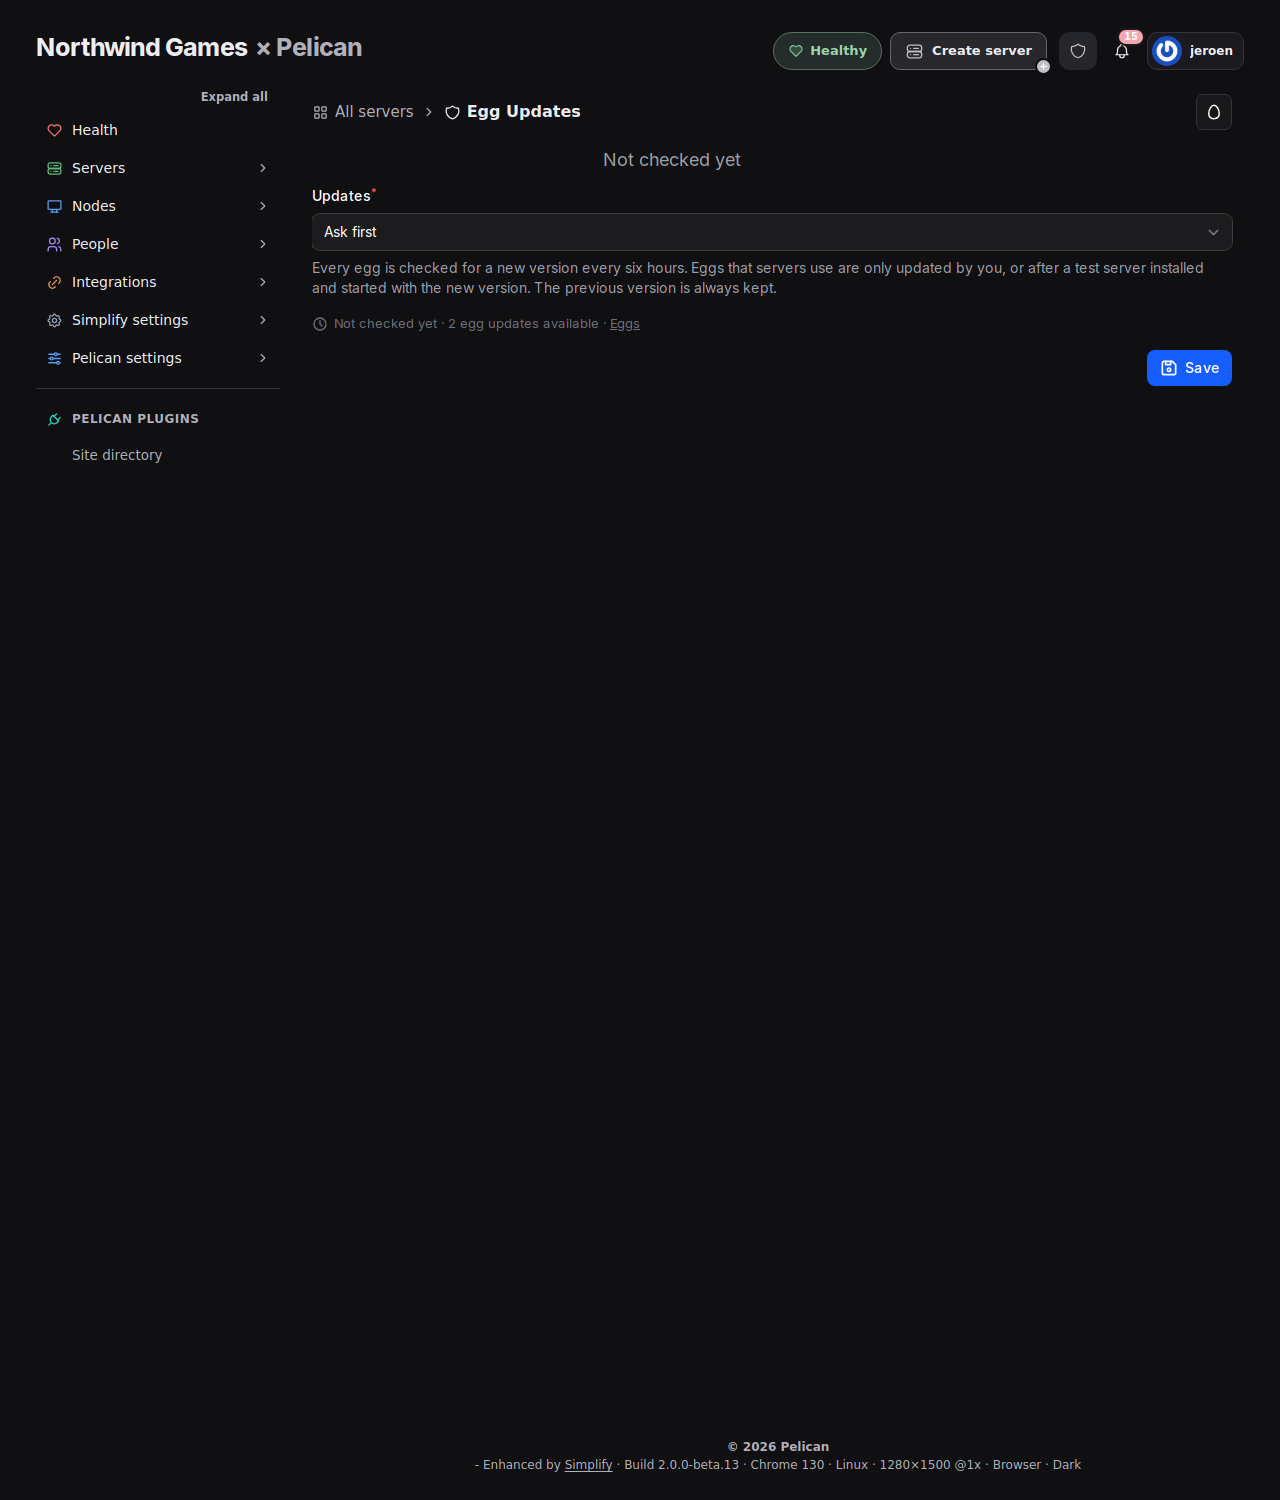 Northwind Games × Pelican
Healthy
Create server
15
jeroen
Expand all
Health
Servers
Nodes
People
Integrations
Simplify settings
Pelican settings
PELICAN PLUGINS
Site directory
All servers
Egg Updates
Not checked yet
Updates*
Ask first
Every egg is checked for a new version every six hours. Eggs that servers use are only updated by you, or after a test server installed
and started with the new version. The previous version is always kept.
Not checked yet · 2 egg updates available · Eggs
Save
© 2026 Pelican
- Enhanced by Simplify · Build 2.0.0-beta.13 · Chrome 130 · Linux · 1280×1500 @1x · Browser · Dark